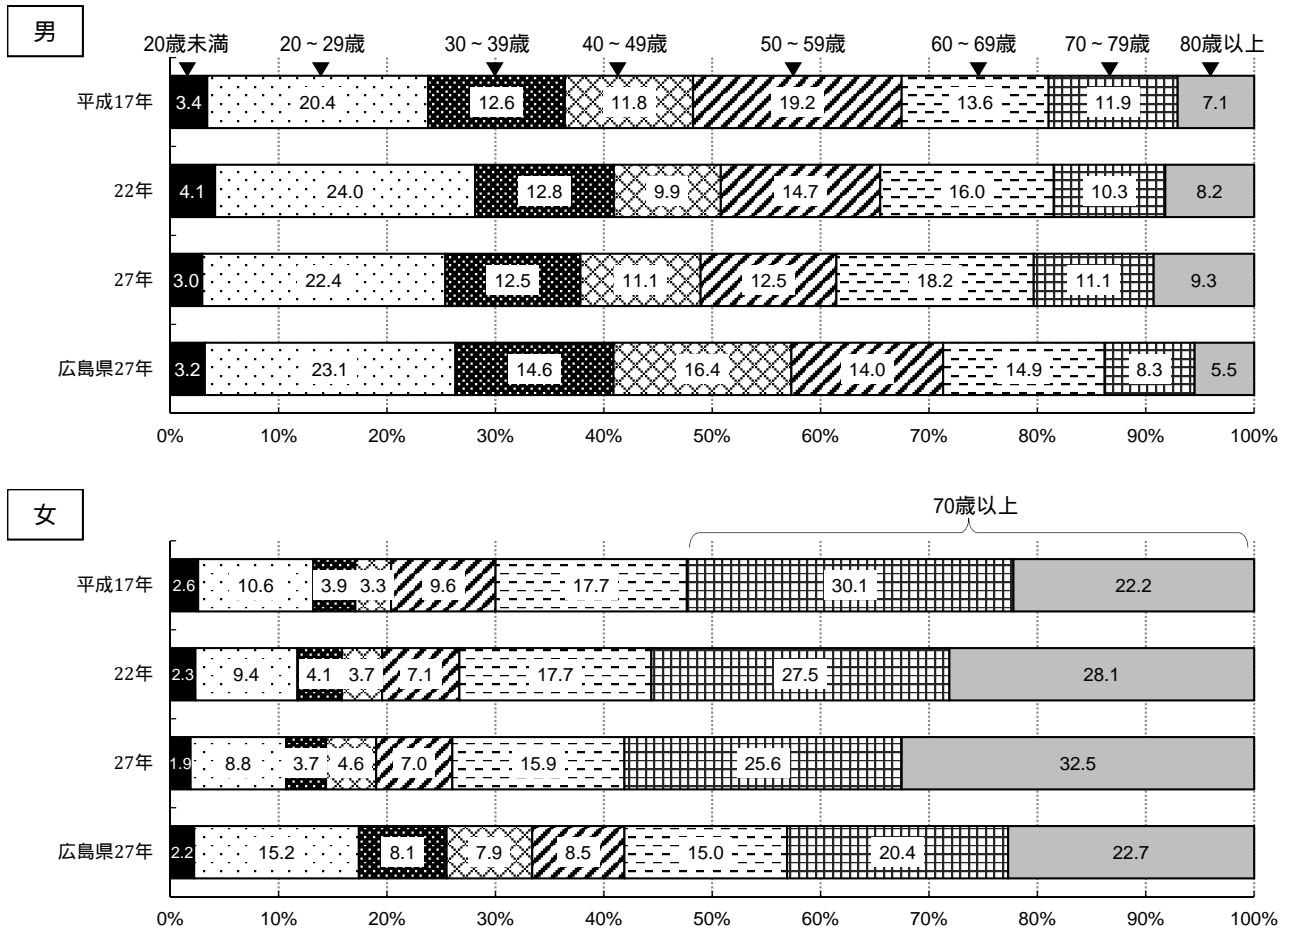 男
20歳未満 20～29歳 30～39歳 40～49歳 50～59歳 60～69歳 70～79歳 80歳以上
平成17年 3.4 20.4 12.6 11.8 19.2 13.6 11.9 7.1
22年 4.1 24.0 12.8 9.9 14.7 16.0 10.3 8.2
27年 3.0 22.4 12.5 11.1 12.5 18.2 11.1 9.3
広島県27年 3.2 23.1 14.6 16.4 14.0 14.9 8.3 5.5
0% 10% 20% 30% 40% 50% 60% 70% 80% 90% 100%
女
70歳以上
平成17年 2.6 10.6 3.9 3.3 9.6 17.7 30.1 22.2
22年 2.3 9.4 4.1 3.7 7.1 17.7 27.5 28.1
27年 1.9 8.8 3.7 4.6 7.0 15.9 25.6 32.5
広島県27年 2.2 15.2 8.1 7.9 8.5 15.0 20.4 22.7
0% 10% 20% 30% 40% 50% 60% 70% 80% 90% 100%